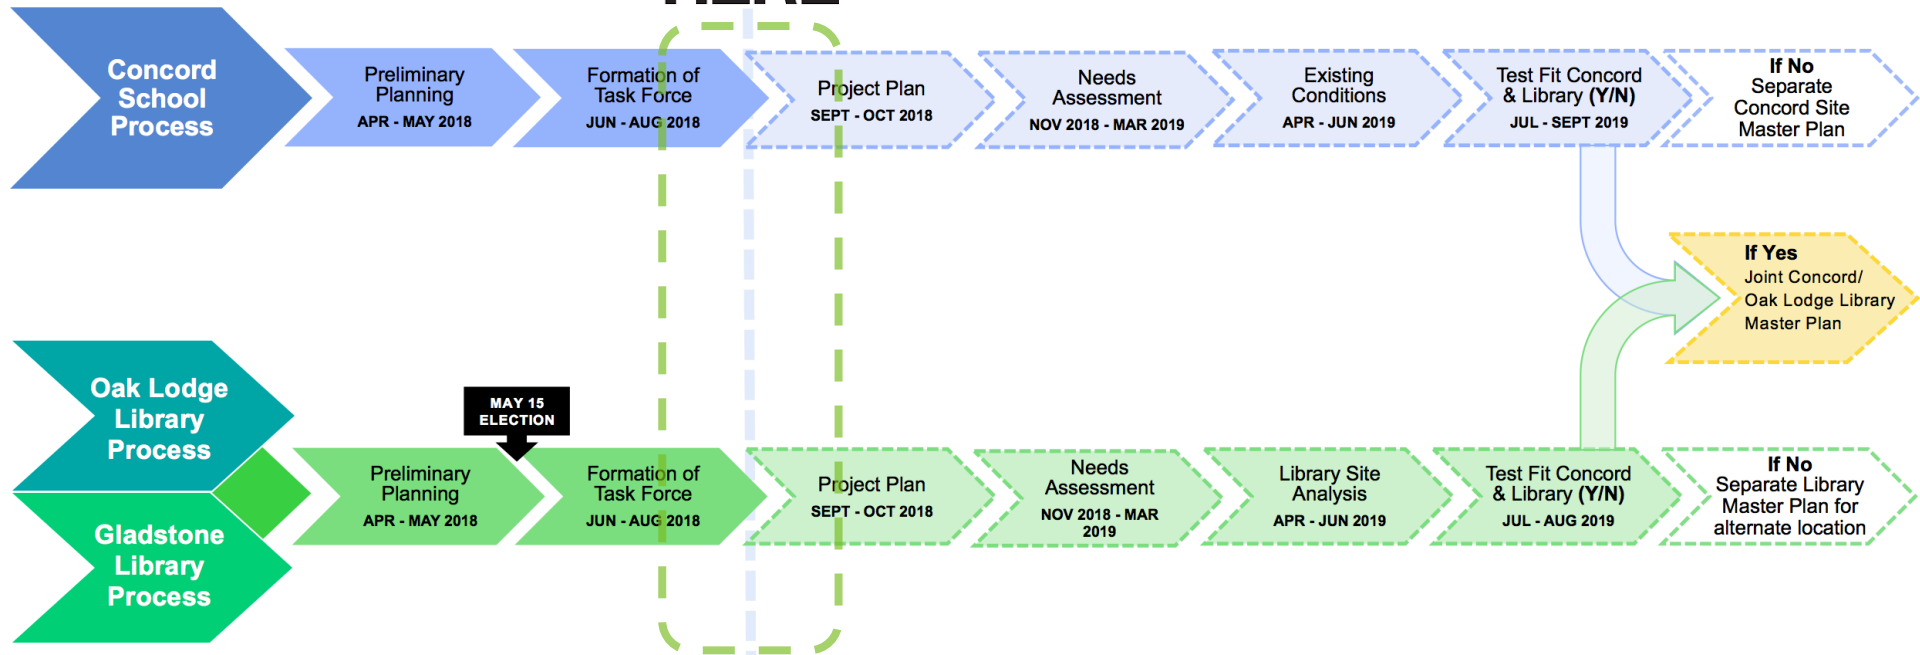 HERE
Concord
School
Process
Preliminary
Planning
APR - MAY 2018
Formation of
Task Force
JUN - AUG 2018
Project Plan
SEPT - OCT 2018
Needs
Assessment
NOV 2018 - MAR 2019
Existing
Conditions
APR - JUN 2019
Test Fit Concord
& Library (Y/N)
JUL - SEPT 2019
If No
Separate
Concord Site
Master Plan
If Yes
Joint Concord/
Oak Lodge Library
Master Plan
Oak Lodge
Library
Process
Gladstone
Library
Process
MAY 15
ELECTION
Preliminary
Planning
APR - MAY 2018
Formation of
Task Force
JUN - AUG 2018
Project Plan
SEPT - OCT 2018
Needs
Assessment
NOV 2018 - MAR
2019
Library Site
Analysis
APR - JUN 2019
Test Fit Concord
& Library (Y/N)
JUL - AUG 2019
If No
Separate Library
Master Plan for
alternate location